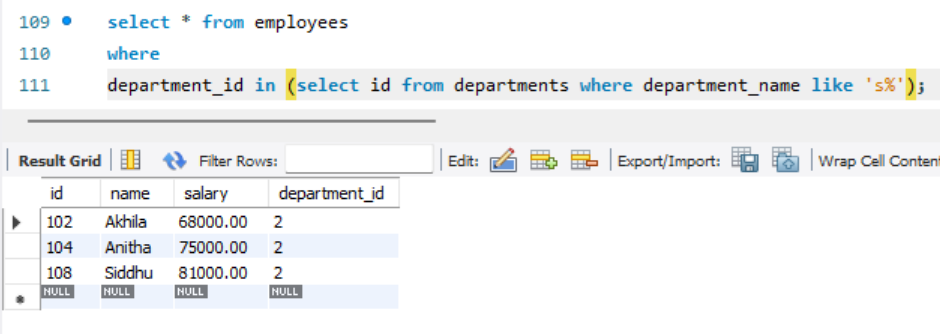 109 select * from employees
110 where
111 department_id in (select id from departments where department_name like 's%');
Result Grid Filter Rows: Edit: Export/Import: Wrap Cell Content
id name salary department_id
102 Akhila 68000.00 2
104 Anitha 75000.00 2
108 Siddhu 81000.00 2
NULL NULL NULL NULL